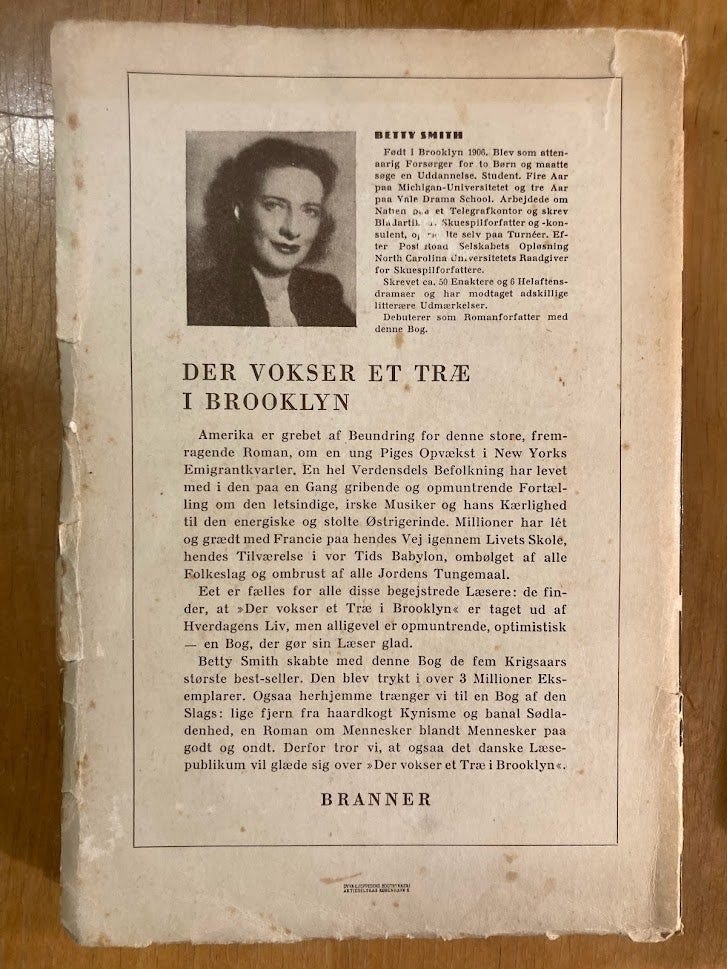 BETTY SMITH
Født i Brooklyn 1906. Blev som atten-
aarig Forsørger for to Børn og maatte
søge en Uddannelse. Student. Fire Aar
paa Michigan-Universitetet og tre Aar
paa Yale Drama School. Arbejdede om
Natten paa et Telegrafkontor og skrev
Skuespilforfatter og -kon-
sulent, selv paa Turnéer. Ef-
ter Selskabets Opløsning
North Carolina Universitetets Raadgiver
for Skuespilforfattere.
Skrevet ca. 50 Enaktere og 6 Helaftens-
dramaer og har modtaget adskillige
litterære Udmærkelser.
Debuterer som Romanforfatter med
denne Bog.
DER VOKSER ET TRÆ
I BROOKLYN
Amerika er grebet af Beundring for denne store, frem-
ragende Roman, om en ung Piges Opvækst i New Yorks
Emigrantkvarter. En hel Verdensdels Befolkning har levet
med i den paa en Gang gribende og opmuntrende Fortæl-
ling om den letsindige, irske Musiker og hans Kærlighed
til den energiske og stolte Østrigerinde. Millioner har lét
og grædt med Francie paa hendes Vej igennem Livets Skole,
hendes Tilværelse i vor Tids Babylon, ombølget af alle
Folkeslag og ombrust af alle Jordens Tungemaal.
Eet er fælles for alle disse begejstrede Læsere: de fin-
der, at »Der vokser et Træ i Brooklyn« er taget ud af
Hverdagens Liv, men alligevel er opmuntrende, optimistisk
— en Bog, der gør sin Læser glad.
Betty Smith skabte med denne Bog de fem Krigsaars
største best-seller. Den blev trykt i over 3 Millioner Eks-
emplarer. Ogsaa herhjemme trænger vi til en Bog af den
Slags: lige fjern fra haardkogt Kynisme og banal Sødla-
denhed, en Roman om Mennesker blandt Mennesker paa
godt og ondt. Derfor tror vi, at ogsaa det danske Læse-
publikum vil glæde sig over »Der vokser et Træ i Brooklyn«.
BRANNER